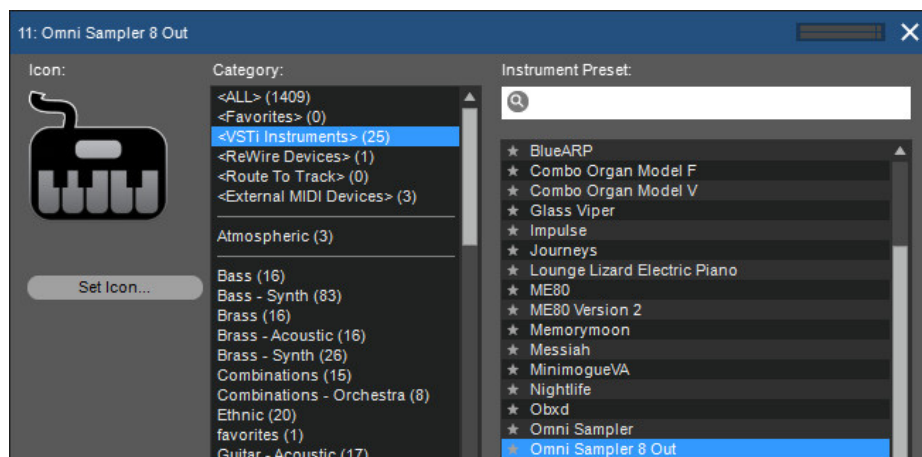 11: Omni Sampler 8 Out
Icon:
Set Icon...
Category:
<ALL> (1409)
<Favorites> (0)
<VSTi Instruments> (25)
<ReWire Devices> (1)
<Route To Track> (0)
<External MIDI Devices> (3)
Atmospheric (3)
Bass (16)
Bass - Synth (83)
Brass (16)
Brass - Acoustic (16)
Brass - Synth (26)
Combinations (15)
Combinations - Orchestra (8)
Ethnic (20)
favorites (1)
Guitar - Acoustic (17)
Instrument Preset:
BlueARP
Combo Organ Model F
Combo Organ Model V
Glass Viper
Impulse
Journeys
Lounge Lizard Electric Piano
ME80
ME80 Version 2
Memorymoon
Messiah
MinimogueVA
Nightlife
Obxd
Omni Sampler
Omni Sampler 8 Out